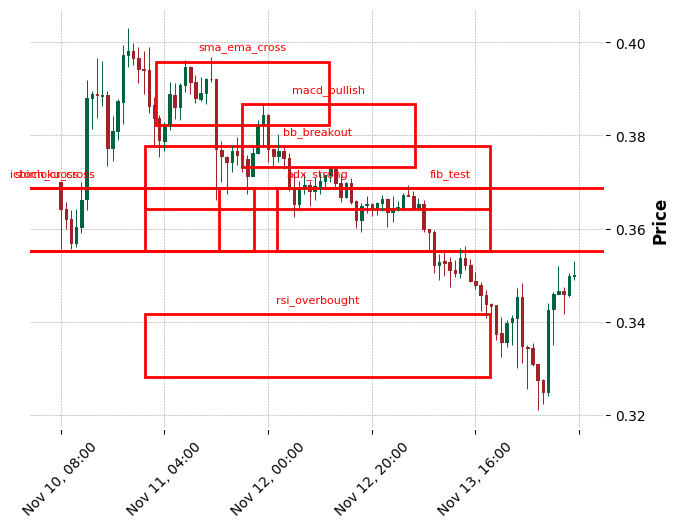 sma_ema_cross
macd_bullish
bb_breakout
stoch_cross
adx_strong
fib_test
rsi_overbought
0.40
0.38
0.36
0.34
0.32
Price
Nov 10, 08:00
Nov 11, 04:00
Nov 12, 00:00
Nov 12, 20:00
Nov 13, 16:00